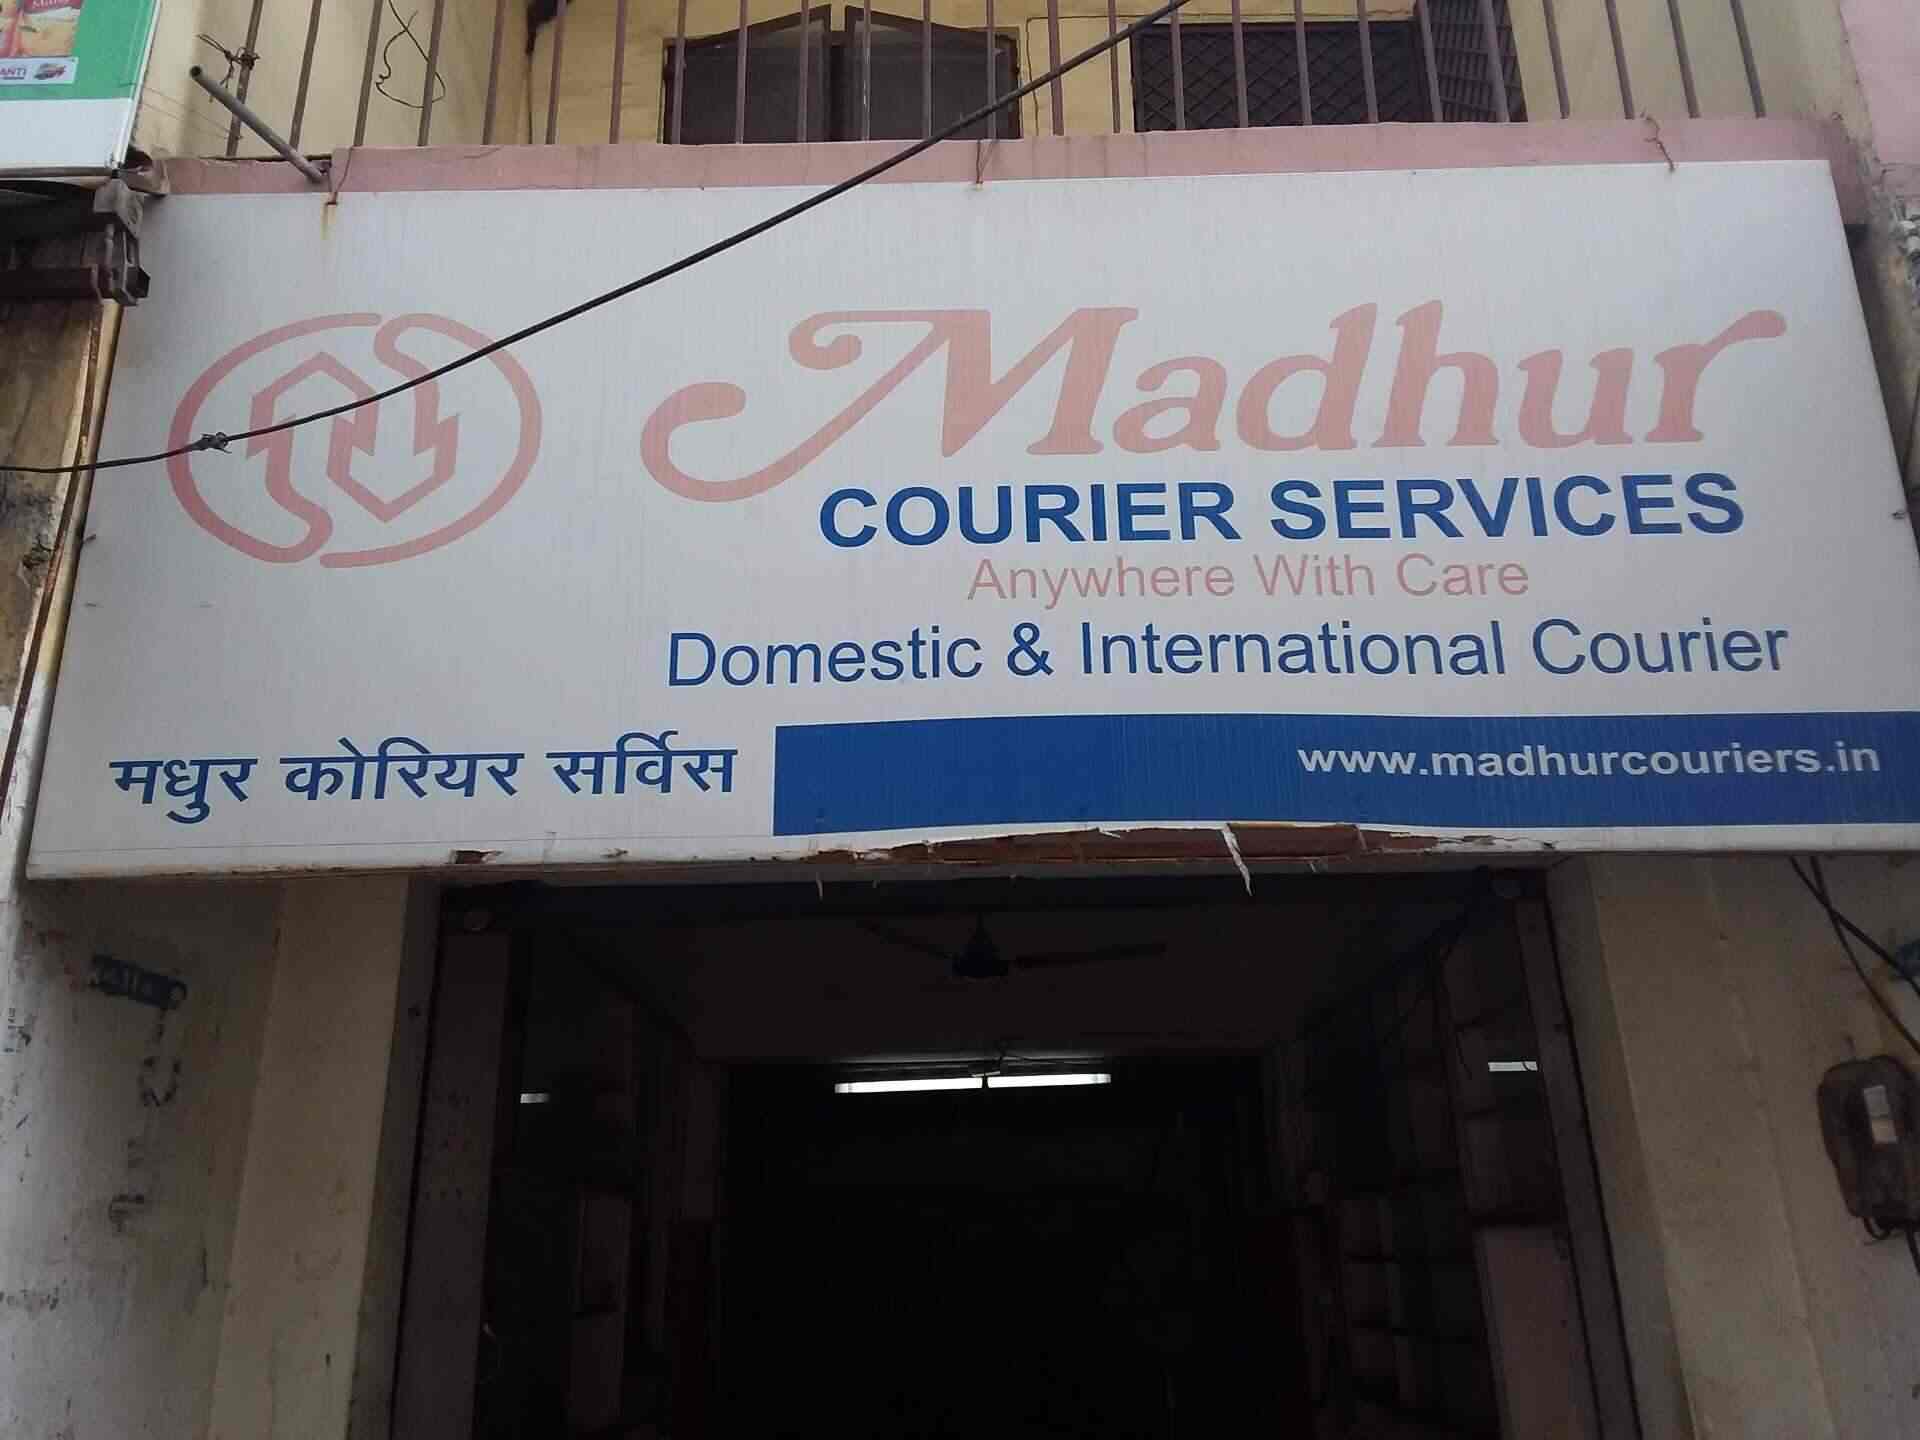 Madhur
COURIER SERVICES
Anywhere With Care
Domestic & International Courier
मधुर कोरियर सर्विस
www.madhurcouriers.in